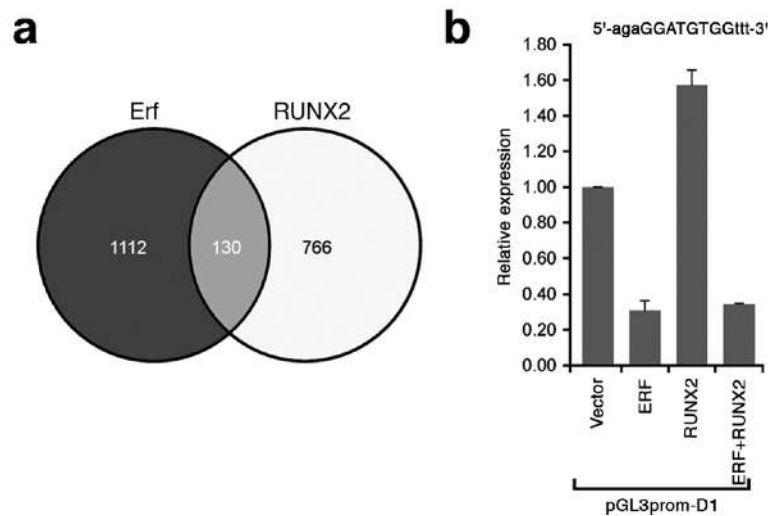 a
Erf RUNX2
1112 130 766
b
5'-agaGGATGTGGttt-3'
Relative expression
1.80
1.60
1.40
1.20
1.00
0.80
0.60
0.40
0.20
0.00
Vector
ERF
RUNX2
ERF+RUNX2
pGL3prom-D1